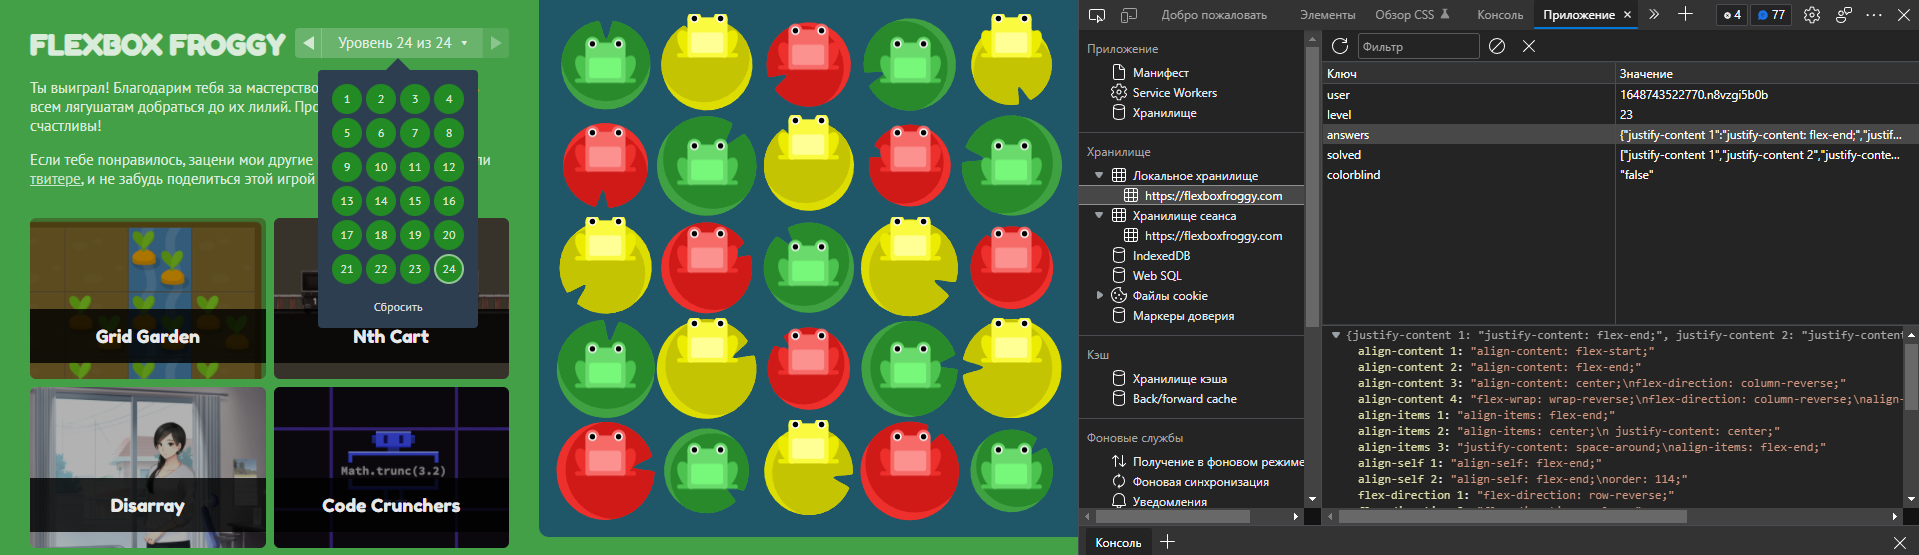 FLEXBOX FROGGY
Уровень 24 из 24
Ты выиграл! Благодарим тебя за мастерство
всем лягушатам добраться до их лилий. Про
счастливы!
Если тебе понравилось, зацени мои другие
ли
твитере, и не забудь поделиться этой игрой
1 2 3 4
5 6 7 8
9 10 11 12
13 14 15 16
17 18 19 20
21 22 23 24
Сбросить
Grid Garden
Nth Cart
Disarray
Math.trunc(3.2)
Code Crunchers
Добро пожаловать
Элементы
Обзор CSS
Консоль
Приложение
4
77
Приложение
Манифест
Service Workers
Хранилище
Хранилище
Локальное хранилище
https://flexboxfroggy.com
Хранилище сеанса
https://flexboxfroggy.com
IndexedDB
Web SQL
Файлы cookie
Маркеры доверия
Кэш
Хранилище кэша
Back/forward cache
Фоновые службы
Получение в фоновом режиме
Фоновая синхронизация
Уведомления
Фильтр
Ключ Значение
user 1648743522770.n8vzgi5b0b
level 23
answers {"justify-content 1":"justify-content: flex-end;","justif...
solved ["justify-content 1","justify-content 2","justify-conte...
colorblind "false"
{justify-content 1: "justify-content: flex-end;", justify-content 2: "justify-content
align-content 1: "align-content: flex-start;"
align-content 2: "align-content: flex-end;"
align-content 3: "align-content: center;\nflex-direction: column-reverse;"
align-content 4: "flex-wrap: wrap-reverse;\nflex-direction: column-reverse;\nalign-
align-items 1: "align-items: flex-end;"
align-items 2: "align-items: center;\n justify-content: center;"
align-items 3: "justify-content: space-around;\nalign-items: flex-end;"
align-self 1: "align-self: flex-end;"
align-self 2: "align-self: flex-end;\norder: 114;"
flex-direction 1: "flex-direction: row-reverse;"
Консоль